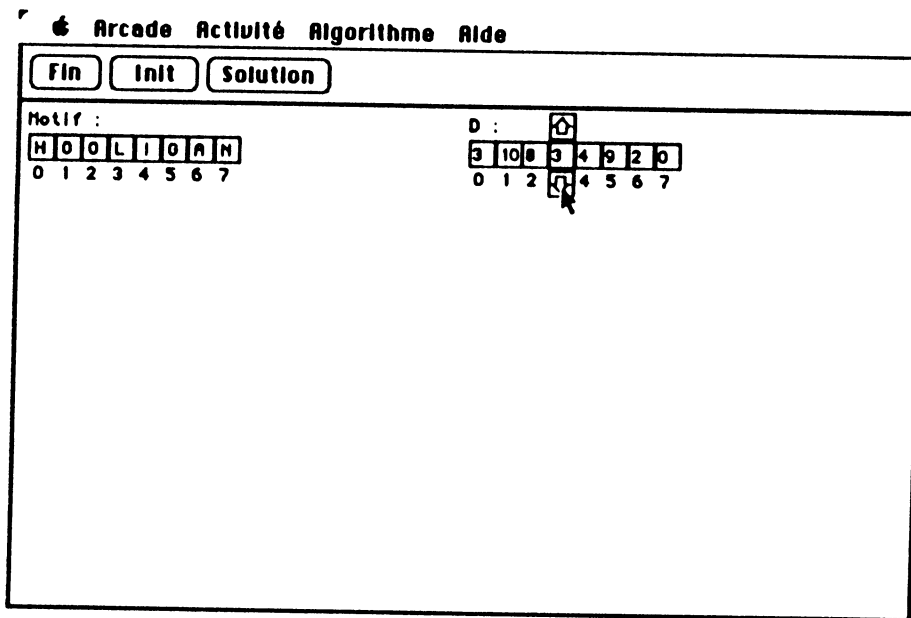 Arcade Activité Algorithme Aide
Fin Init Solution
Motif :
H O O L I G A N
0 1 2 3 4 5 6 7
D :
3 10 8 3 4 9 2 0
0 1 2 4 5 6 7